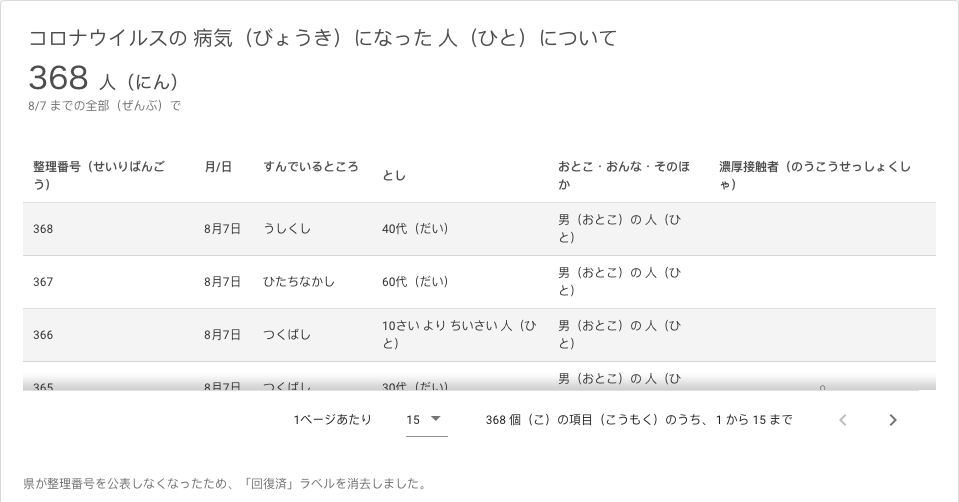 コロナウイルスの 病気（びょうき）になった 人（ひと）について
368 人（にん）
8/7 までの全部（ぜんぶ）で
整理番号（せいりばんご
う）
月/日
すんでいるところ
とし
おとこ・おんな・そのほ
か
濃厚接触者（のうこうせっしょくし
ゃ）
368
8月7日
うしくし
40代（だい）
男（おとこ）の 人（ひ
と）
367
8月7日
ひたちなかし
60代（だい）
男（おとこ）の 人（ひ
と）
366
8月7日
つくばし
10さい より ちいさい 人（ひ
と）
男（おとこ）の 人（ひ
と）
365
8月7日
つくばし
30代（だい）
男（おとこ）の 人（ひ
1ページあたり
15
368 個（こ）の項目（こうもく）のうち、 1 から 15 まで
県が整理番号を公表しなくなったため、「回復済」ラベルを消去しました。